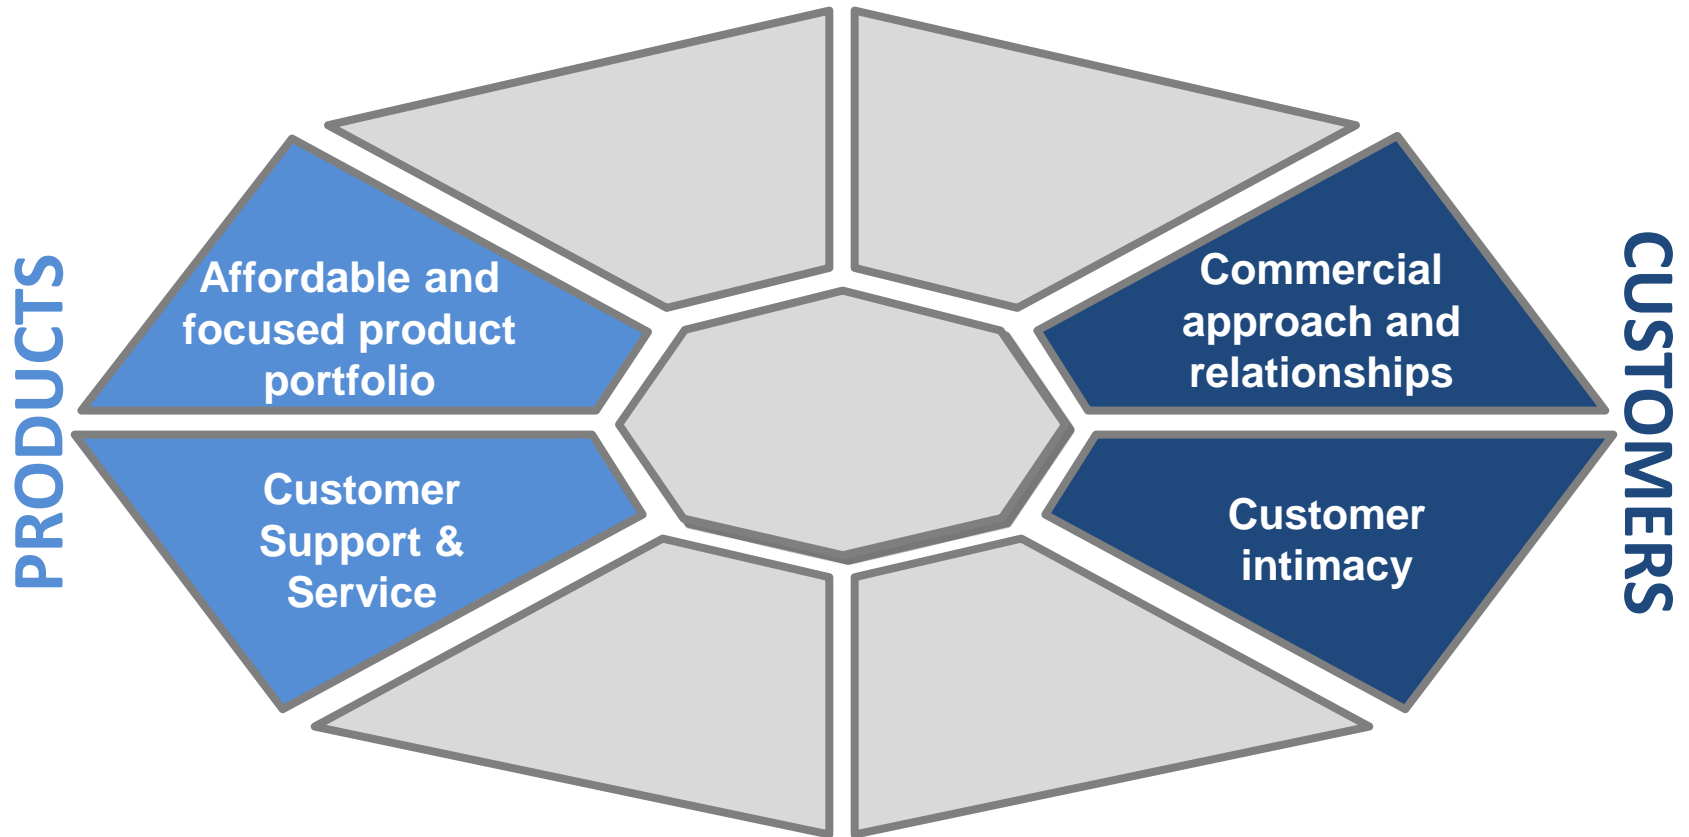 PRODUCTS
Affordable and
focused product
portfolio
Customer
Support &
Service
Commercial
approach and
relationships
Customer
intimacy
CUSTOMERS